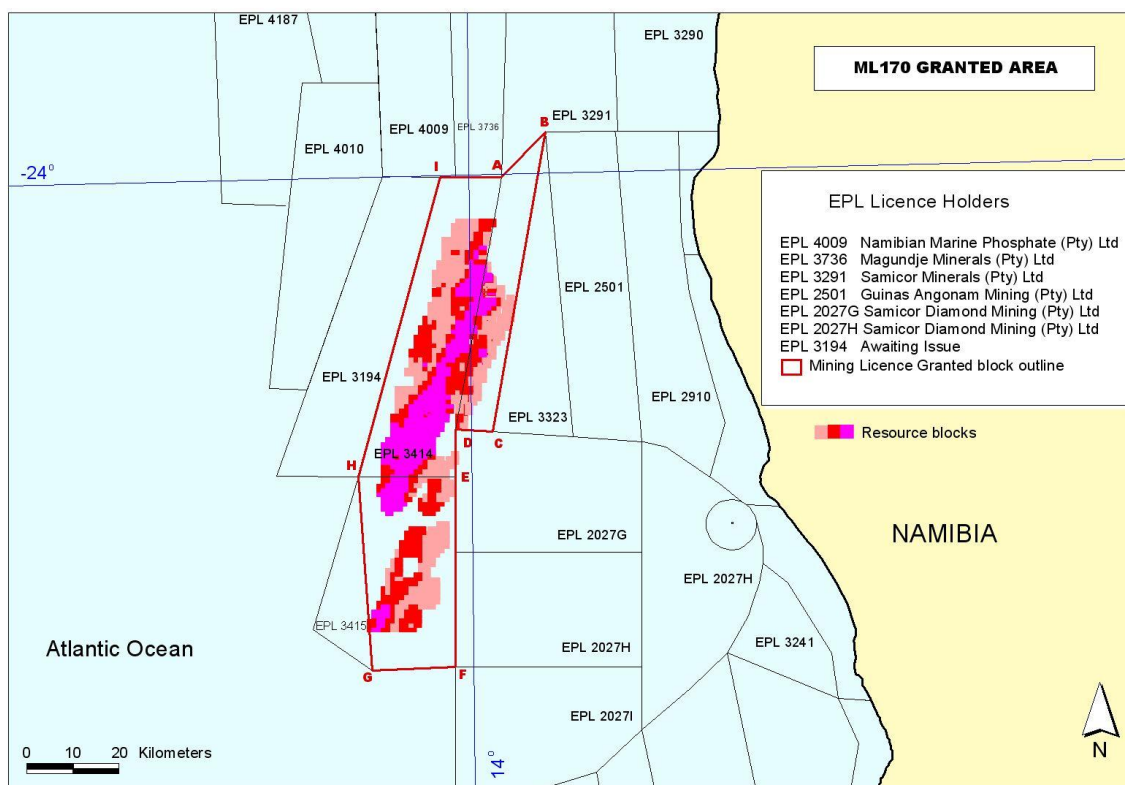 EPL 4187
EPL 3290
ML170 GRANTED AREA
B
EPL 3291
EPL 4009
EPL 3736
EPL 4010
I
A
-24°
EPL Licence Holders
EPL 4009 Namibian Marine Phosphate (Pty) Ltd
EPL 3736 Magundje Minerals (Pty) Ltd
EPL 3291 Samicor Minerals (Pty) Ltd
EPL 2501 Guinas Angonam Mining (Pty) Ltd
EPL 2027G Samicor Diamond Mining (Pty) Ltd
EPL 2027H Samicor Diamond Mining (Pty) Ltd
EPL 3194 Awaiting Issue
Mining Licence Granted block outline
Resource blocks
EPL 2501
EPL 3194
EPL 2910
EPL 3323
D
C
EPL 3414
H
E
EPL 2027G
NAMIBIA
EPL 2027H
EPL 3415
EPL 3241
Atlantic Ocean
EPL 2027H
G
F
EPL 2027I
14°
0 10 20 Kilometers
N